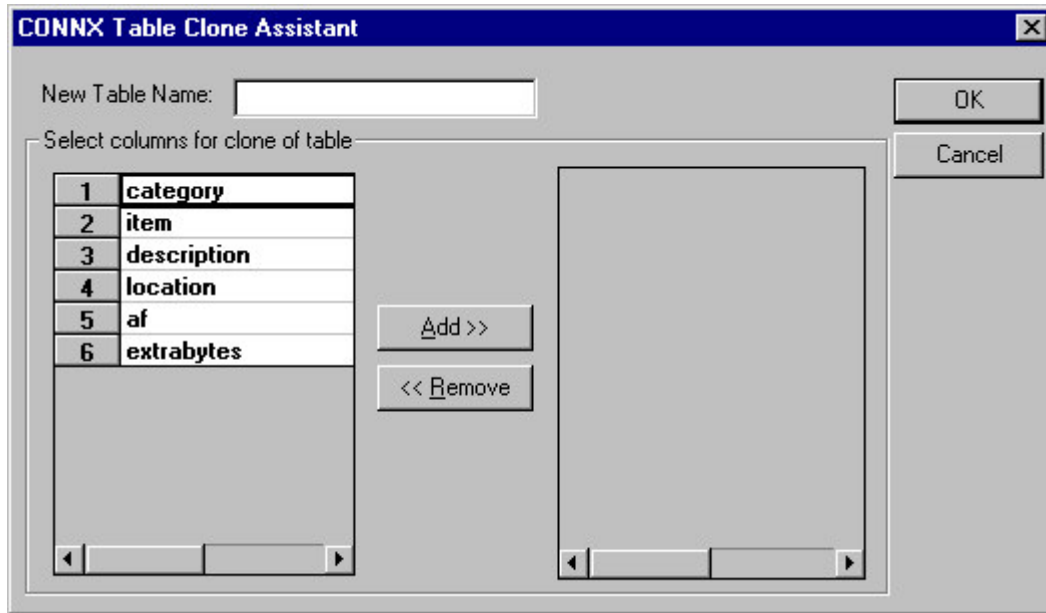 CONNX Table Clone Assistant
New Table Name:
OK
Select columns for clone of table
Cancel
1 category
2 item
3 description
4 location
5 af
6 extrabytes
Add >>
<< Remove